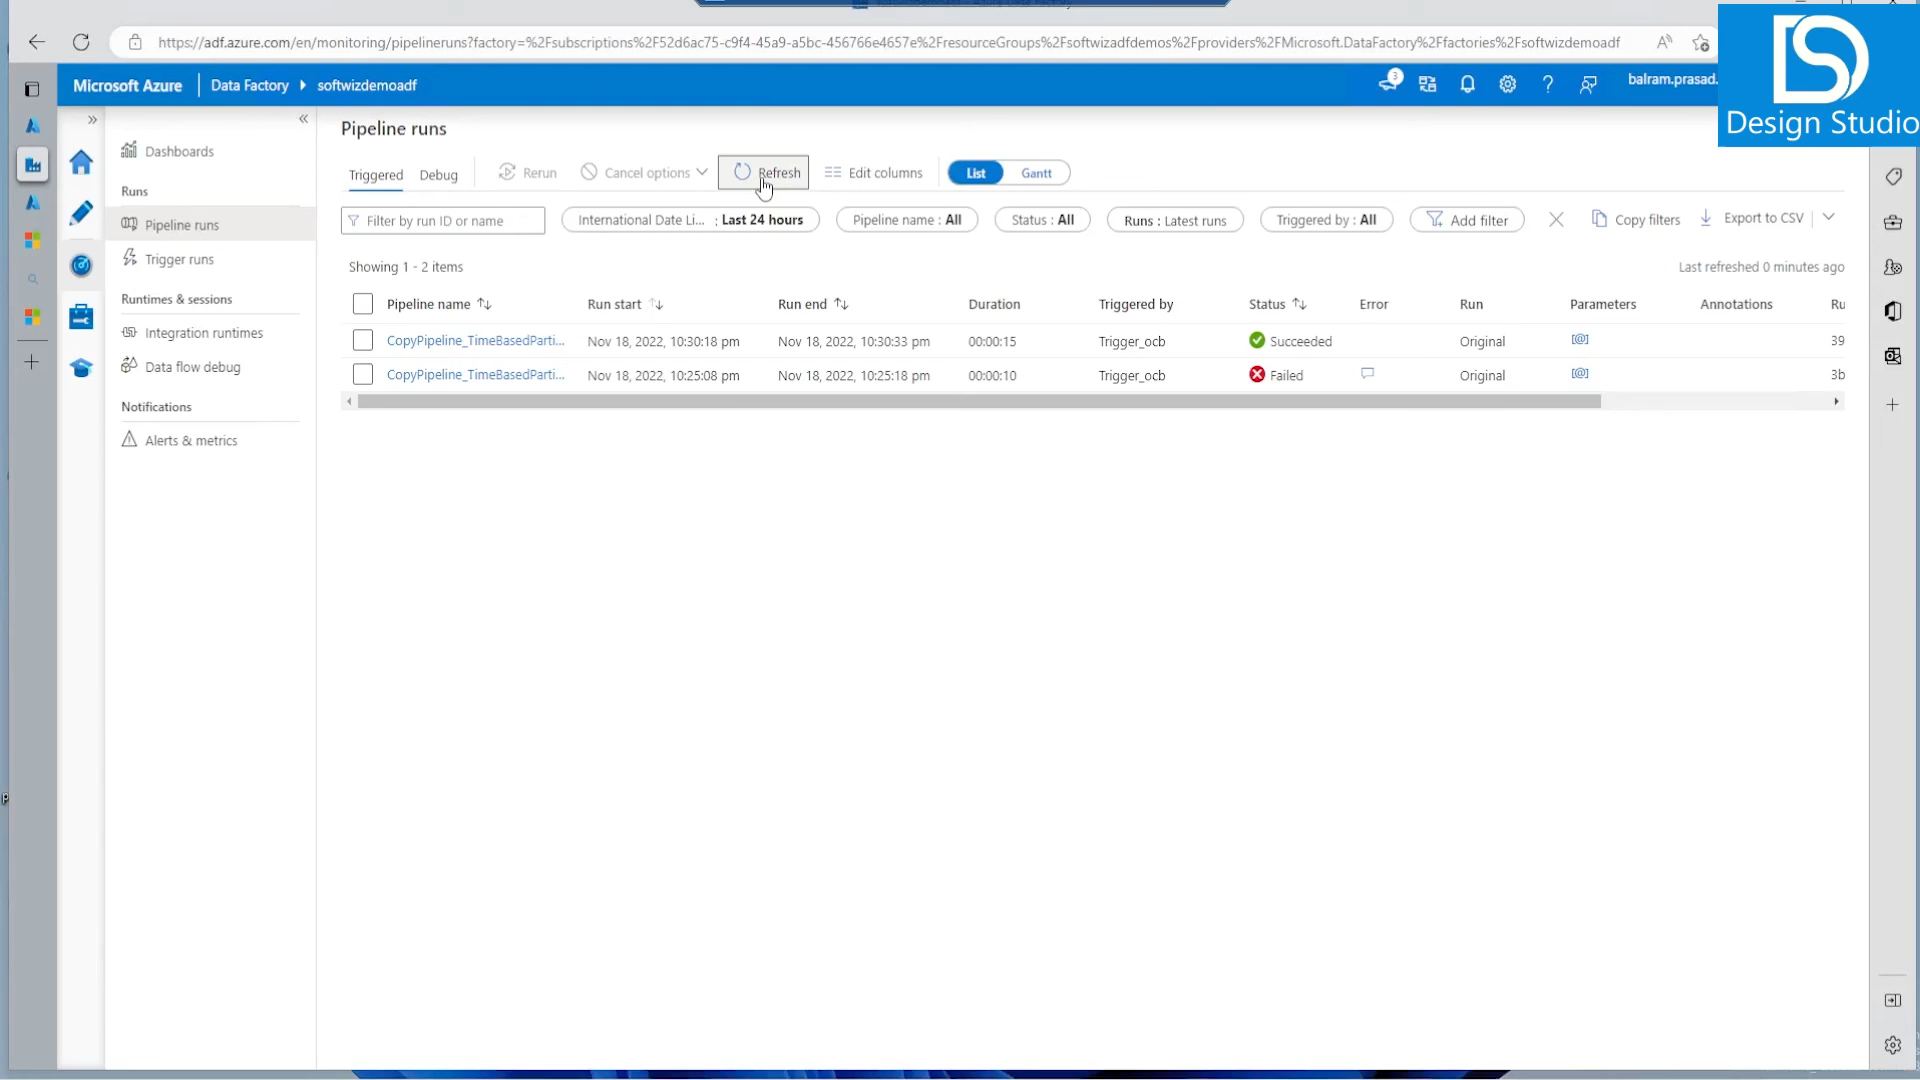 https://adf.azure.com/en/monitoring/pipelineruns?factory=%2Fsubscriptions%2F52d6ac75-c9f4-45a9-a5bc-456766e4657e%2FresourceGroups%2Fsoftwizadfdemos%2Fproviders%2FMicrosoft.DataFactory%2Ffactories%2Fsoftwizdemoadf
Microsoft Azure Data Factory softwizdemoadf 3 balram.prasad.
Design Studio
Pipeline runs
Dashboards
Triggered Debug Rerun Cancel options Refresh Edit columns List Gantt
Runs
Pipeline runs
Filter by run ID or name International Date Li... : Last 24 hours Pipeline name : All Status : All Runs : Latest runs Triggered by : All Add filter Copy filters Export to CSV
Trigger runs
Showing 1 - 2 items Last refreshed 0 minutes ago
Runtimes & sessions
Pipeline name Run start Run end Duration Triggered by Status Error Run Parameters Annotations Ru
Integration runtimes
CopyPipeline_TimeBasedParti... Nov 18, 2022, 10:30:18 pm Nov 18, 2022, 10:30:33 pm 00:00:15 Trigger_ocb Succeeded Original [@] 39
Data flow debug
CopyPipeline_TimeBasedParti... Nov 18, 2022, 10:25:08 pm Nov 18, 2022, 10:25:18 pm 00:00:10 Trigger_ocb Failed Original [@] 3b
Notifications
Alerts & metrics